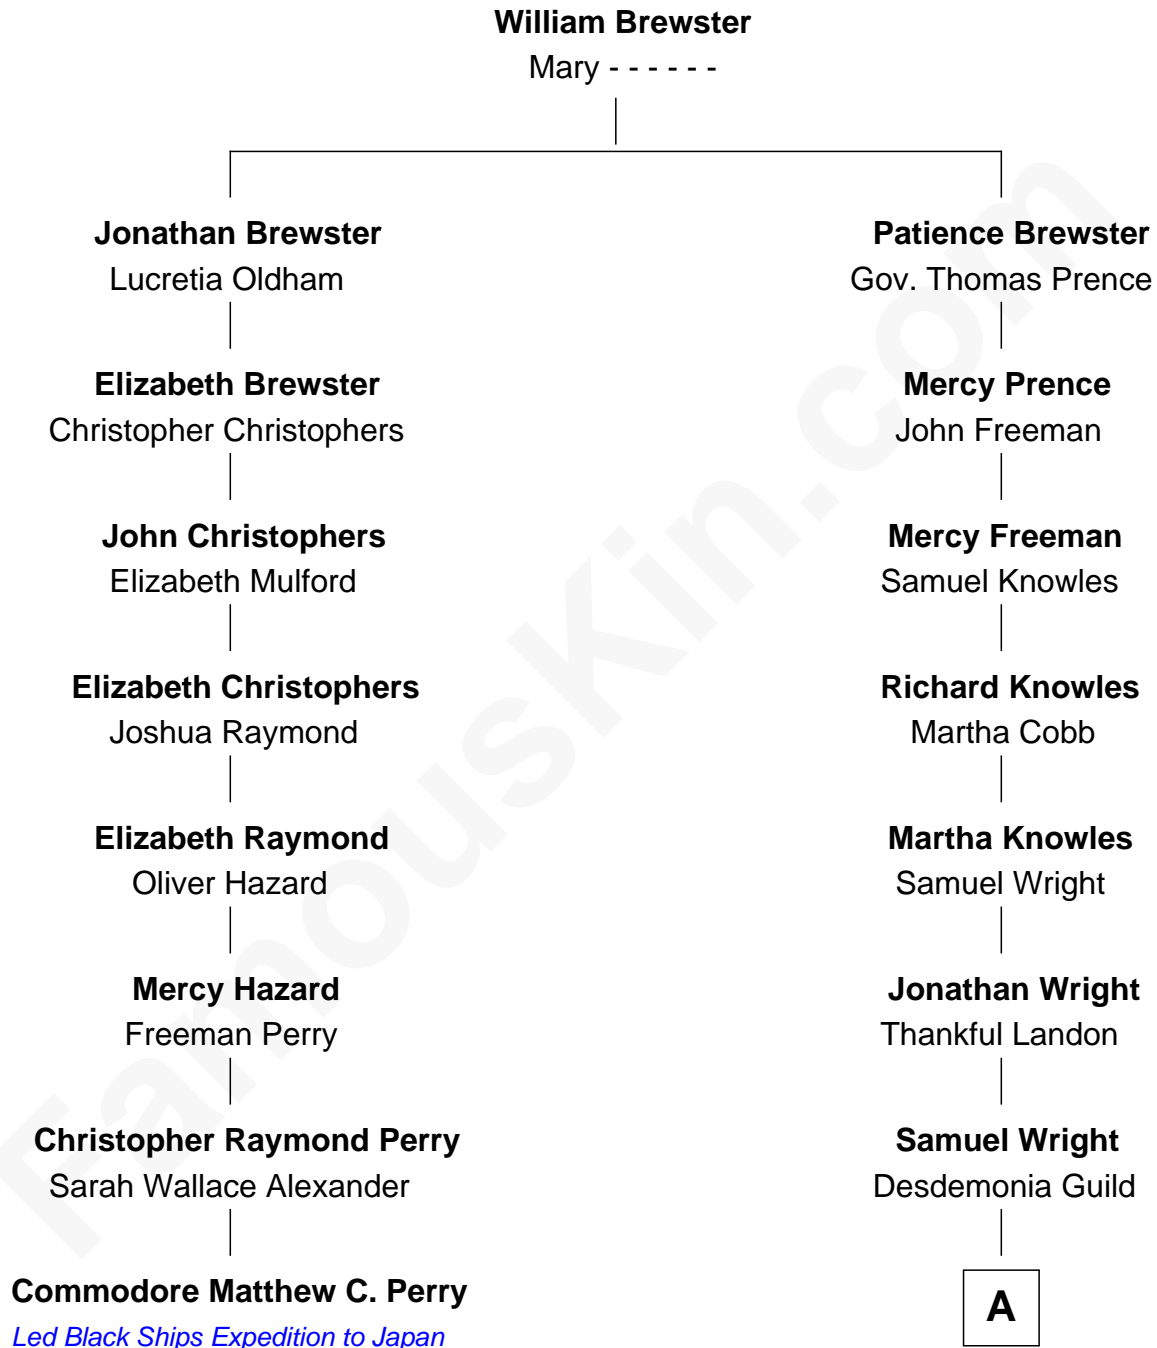 William Brewster
Mary - - - - - -
Jonathan Brewster
Lucretia Oldham
Patience Brewster
Gov. Thomas Prence
Elizabeth Brewster
Christopher Christophers
Mercy Prence
John Freeman
John Christophers
Elizabeth Mulford
Mercy Freeman
Samuel Knowles
Elizabeth Christophers
Joshua Raymond
Richard Knowles
Martha Cobb
Elizabeth Raymond
Oliver Hazard
Martha Knowles
Samuel Wright
Mercy Hazard
Freeman Perry
Jonathan Wright
Thankful Landon
Christopher Raymond Perry
Sarah Wallace Alexander
Samuel Wright
Desdemonia Guild
Commodore Matthew C. Perry
Led Black Ships Expedition to Japan
A
FamousKin.com